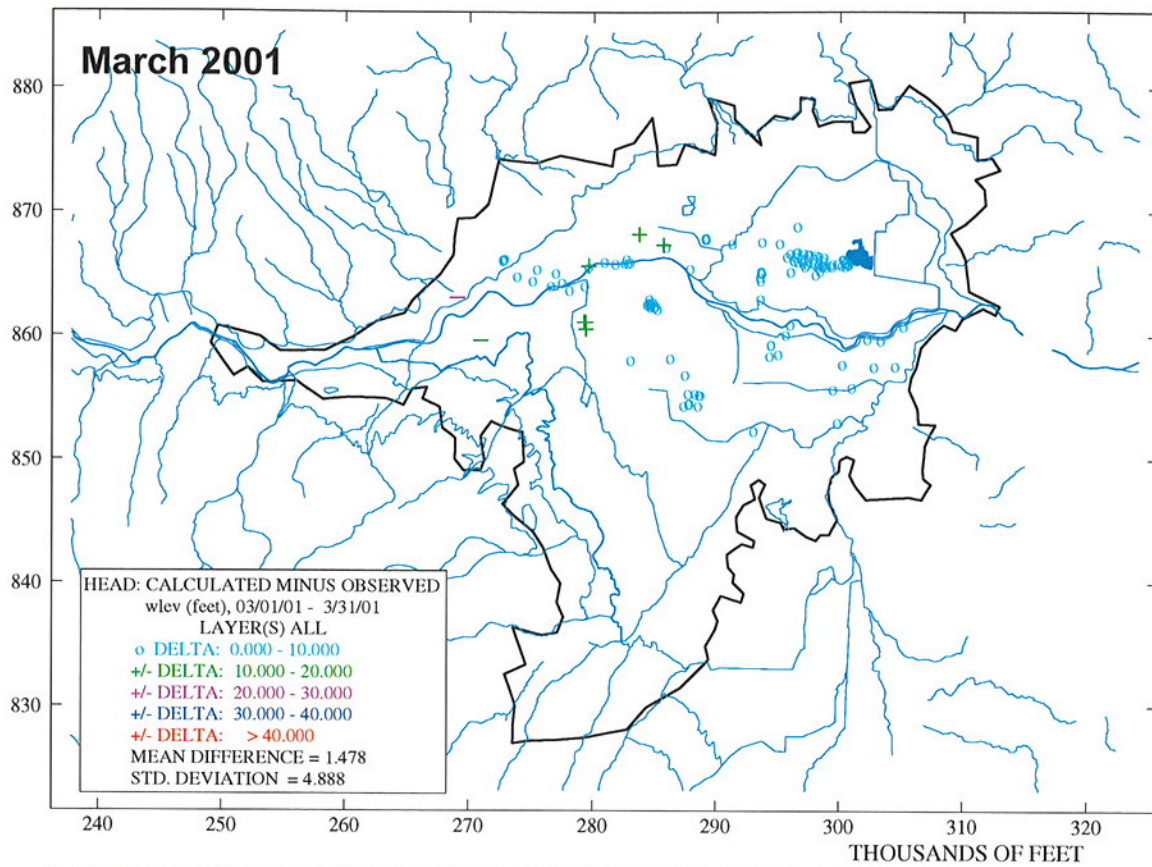 March 2001
880
870
860
850
840
830
HEAD: CALCULATED MINUS OBSERVED
wlev (feet), 03/01/01 - 3/31/01
LAYER(S) ALL
o DELTA: 0.000 - 10.000
+/- DELTA: 10.000 - 20.000
+/- DELTA: 20.000 - 30.000
+/- DELTA: 30.000 - 40.000
+/- DELTA: > 40.000
MEAN DIFFERENCE = 1.478
STD. DEVIATION = 4.888
240 250 260 270 280 290 300 310 320
THOUSANDS OF FEET